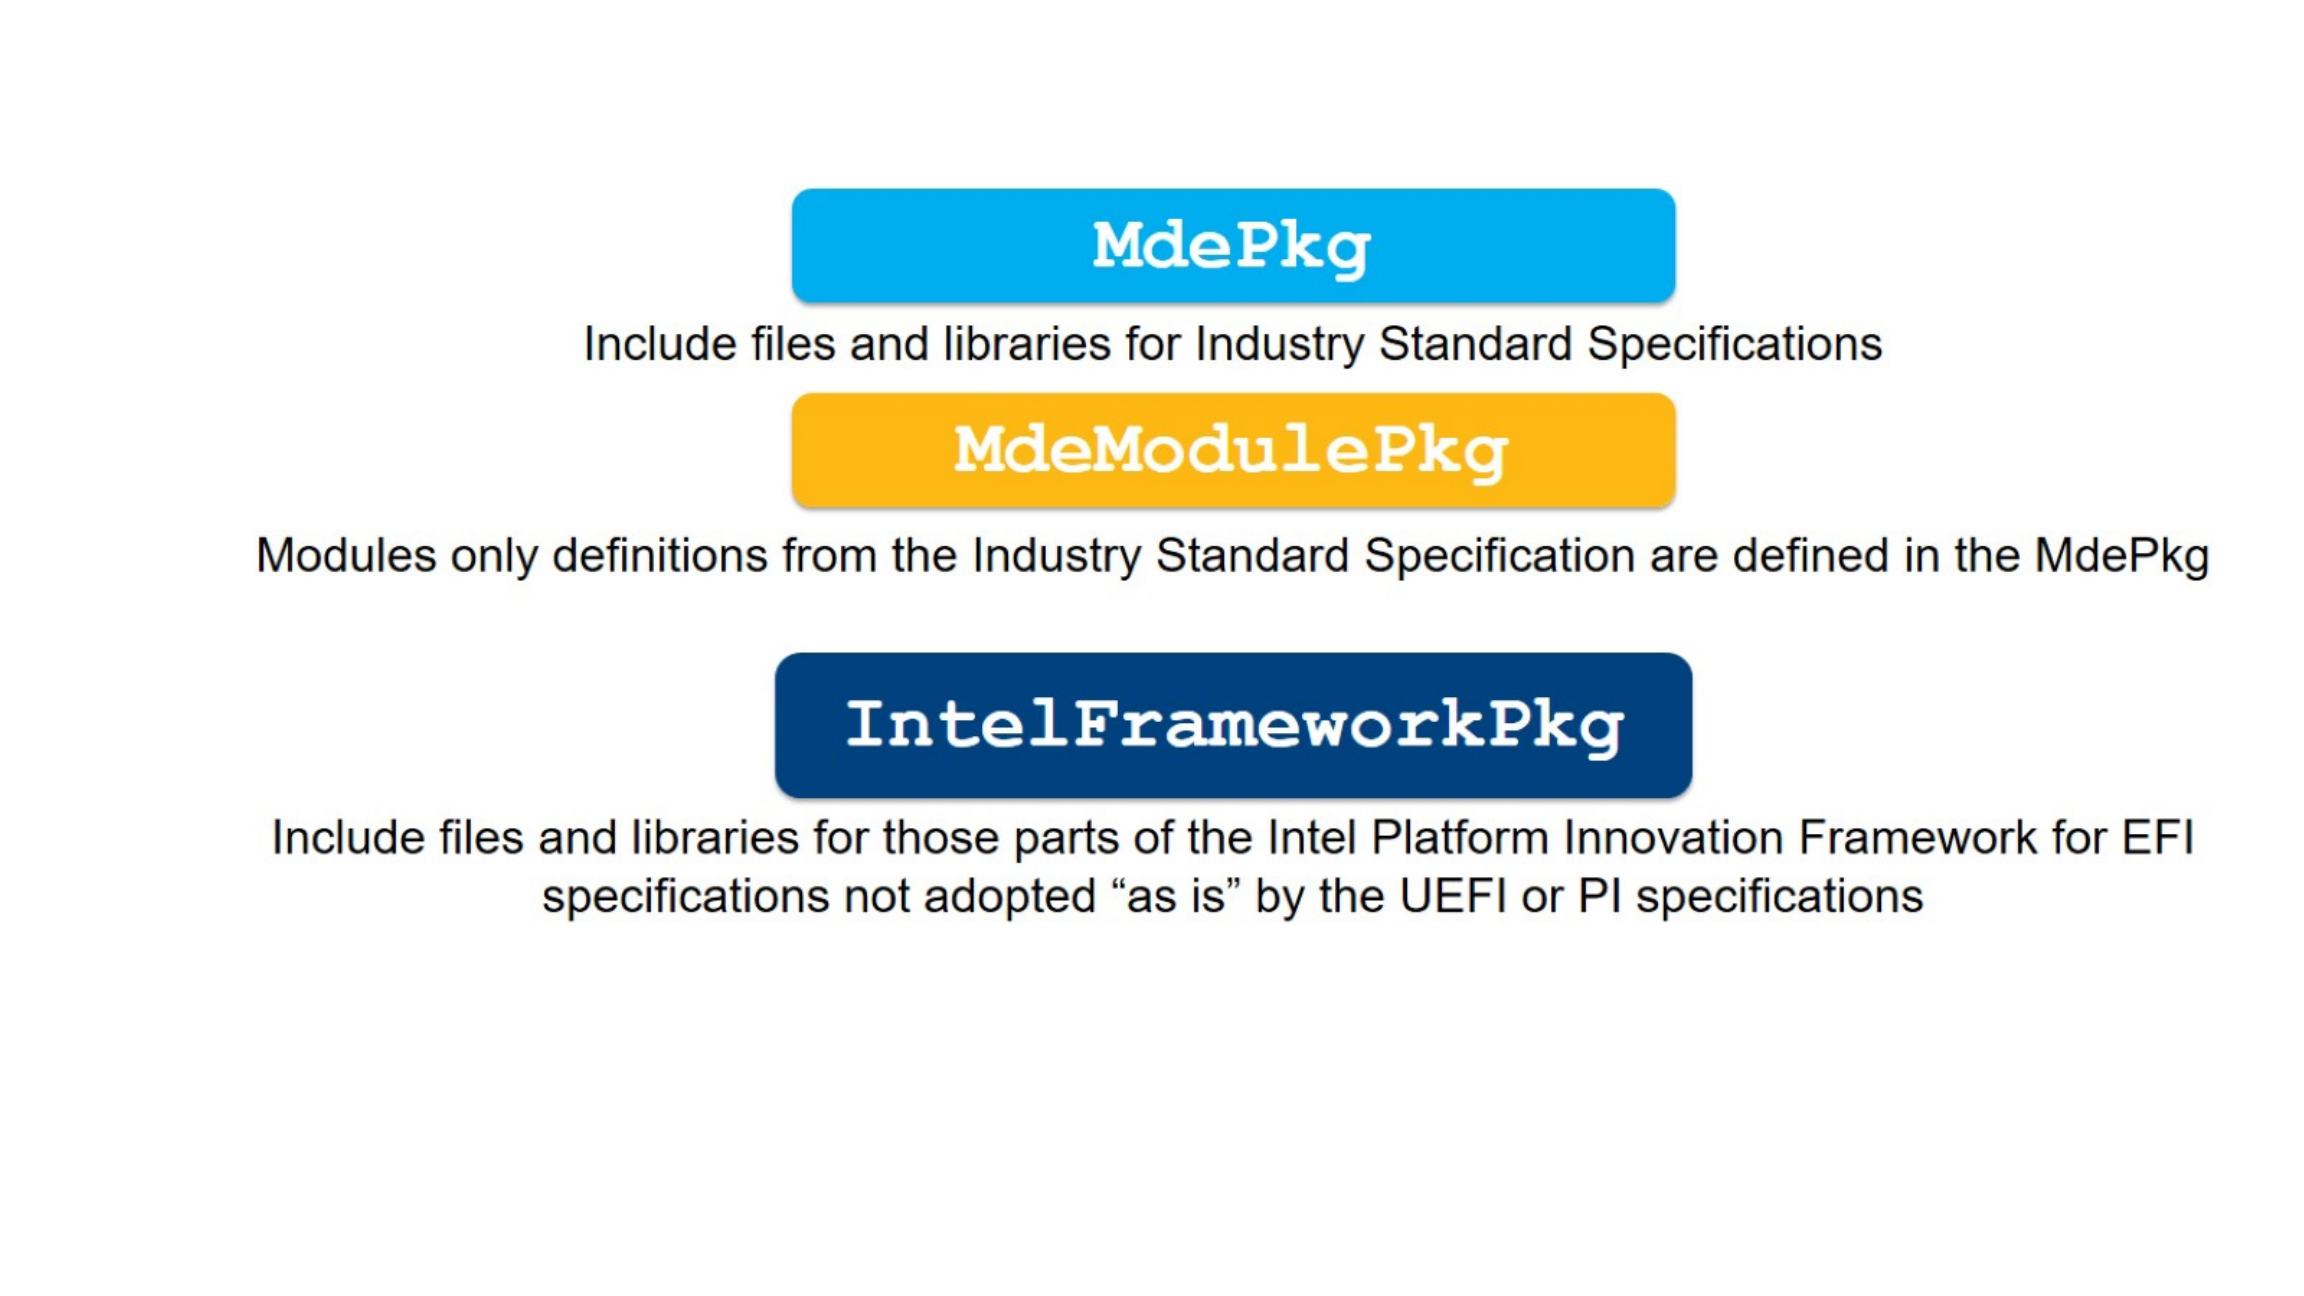 MdePkg
Include files and libraries for Industry Standard Specifications
MdeModulePkg
Modules only definitions from the Industry Standard Specification are defined in the MdePkg
IntelFrameworkPkg
Include files and libraries for those parts of the Intel Platform Innovation Framework for EFI
specifications not adopted “as is” by the UEFI or PI specifications